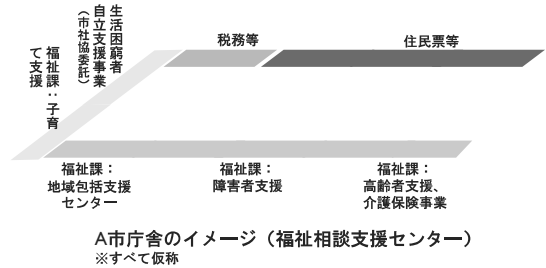 生活困窮者
自立支援事業
（市社協委託）
福祉課：子育
て支援
税務等
住民票等
福祉課：
地域包括支援
センター
福祉課：
障害者支援
福祉課：
高齢者支援、
介護保険事業
A市庁舎のイメージ（福祉相談支援センター）
※すべて仮称